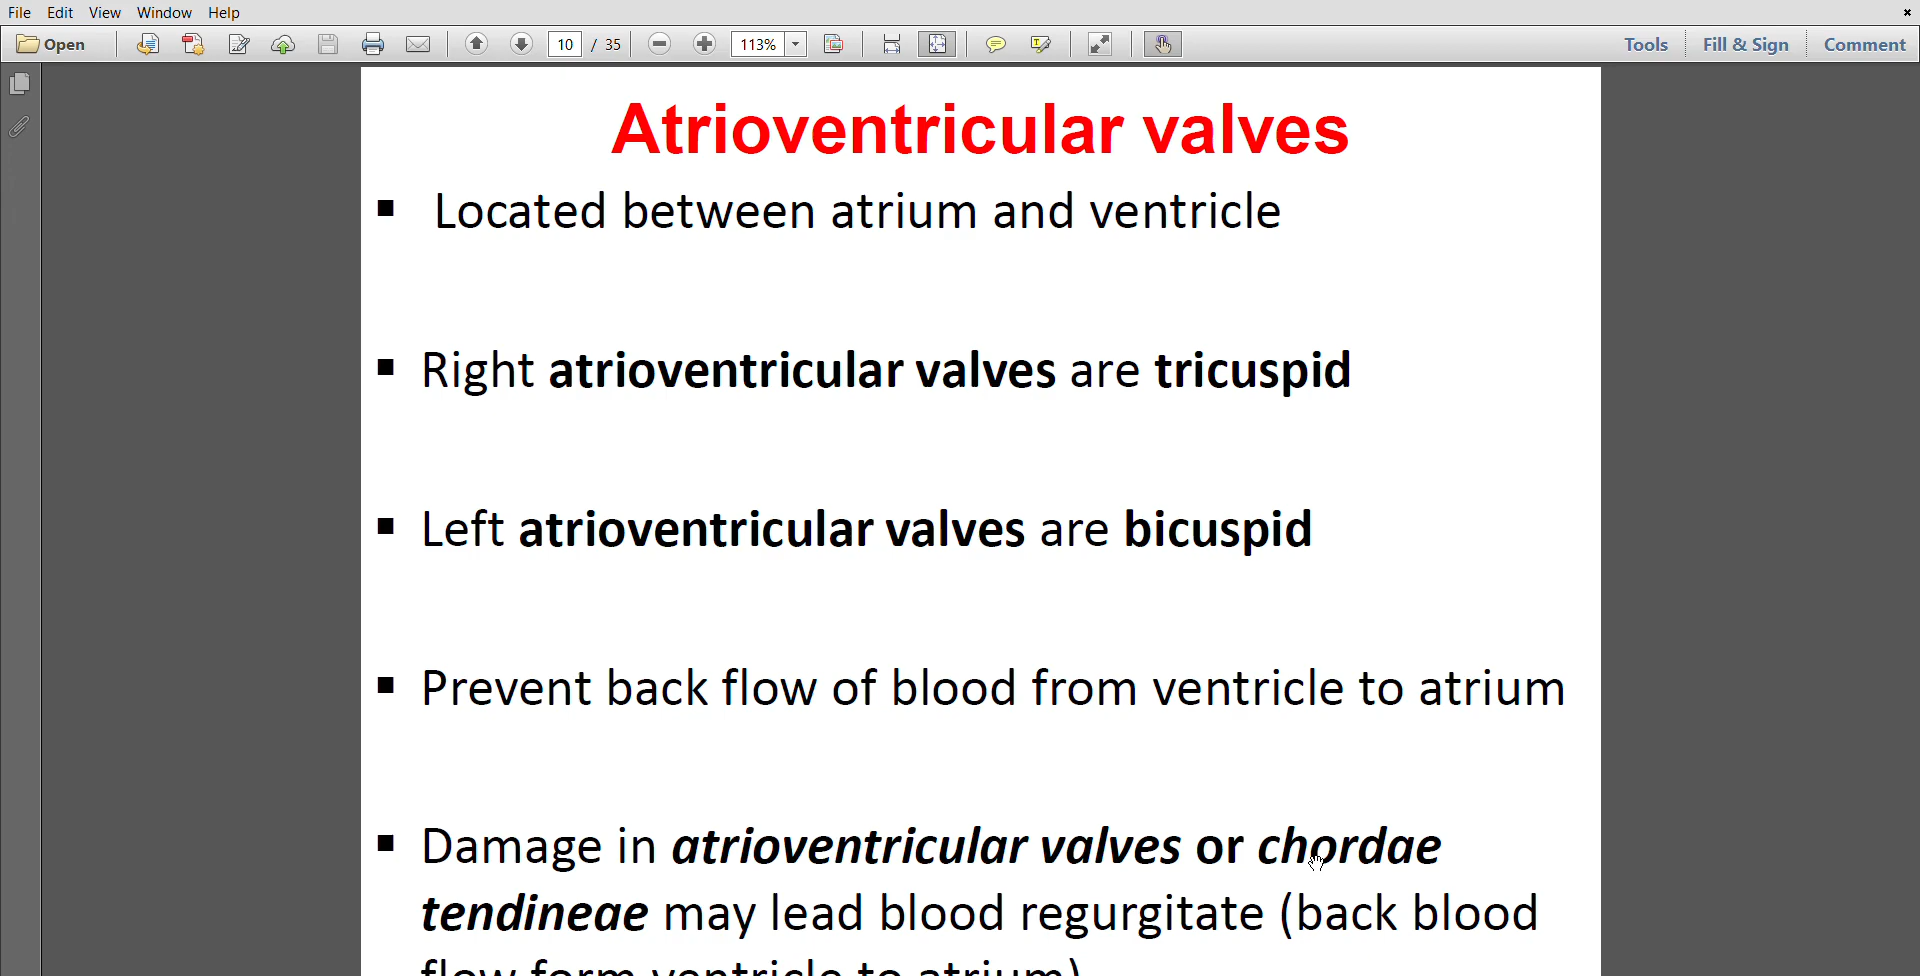 File Edit View Window Help
Open 10 / 35 113% Tools Fill & Sign Comment
Atrioventricular valves
▪ Located between atrium and ventricle
▪ Right atrioventricular valves are tricuspid
▪ Left atrioventricular valves are bicuspid
▪ Prevent back flow of blood from ventricle to atrium
▪ Damage in atrioventricular valves or chordae
tendineae may lead blood regurgitate (back blood
flow form ventricle to atrium)